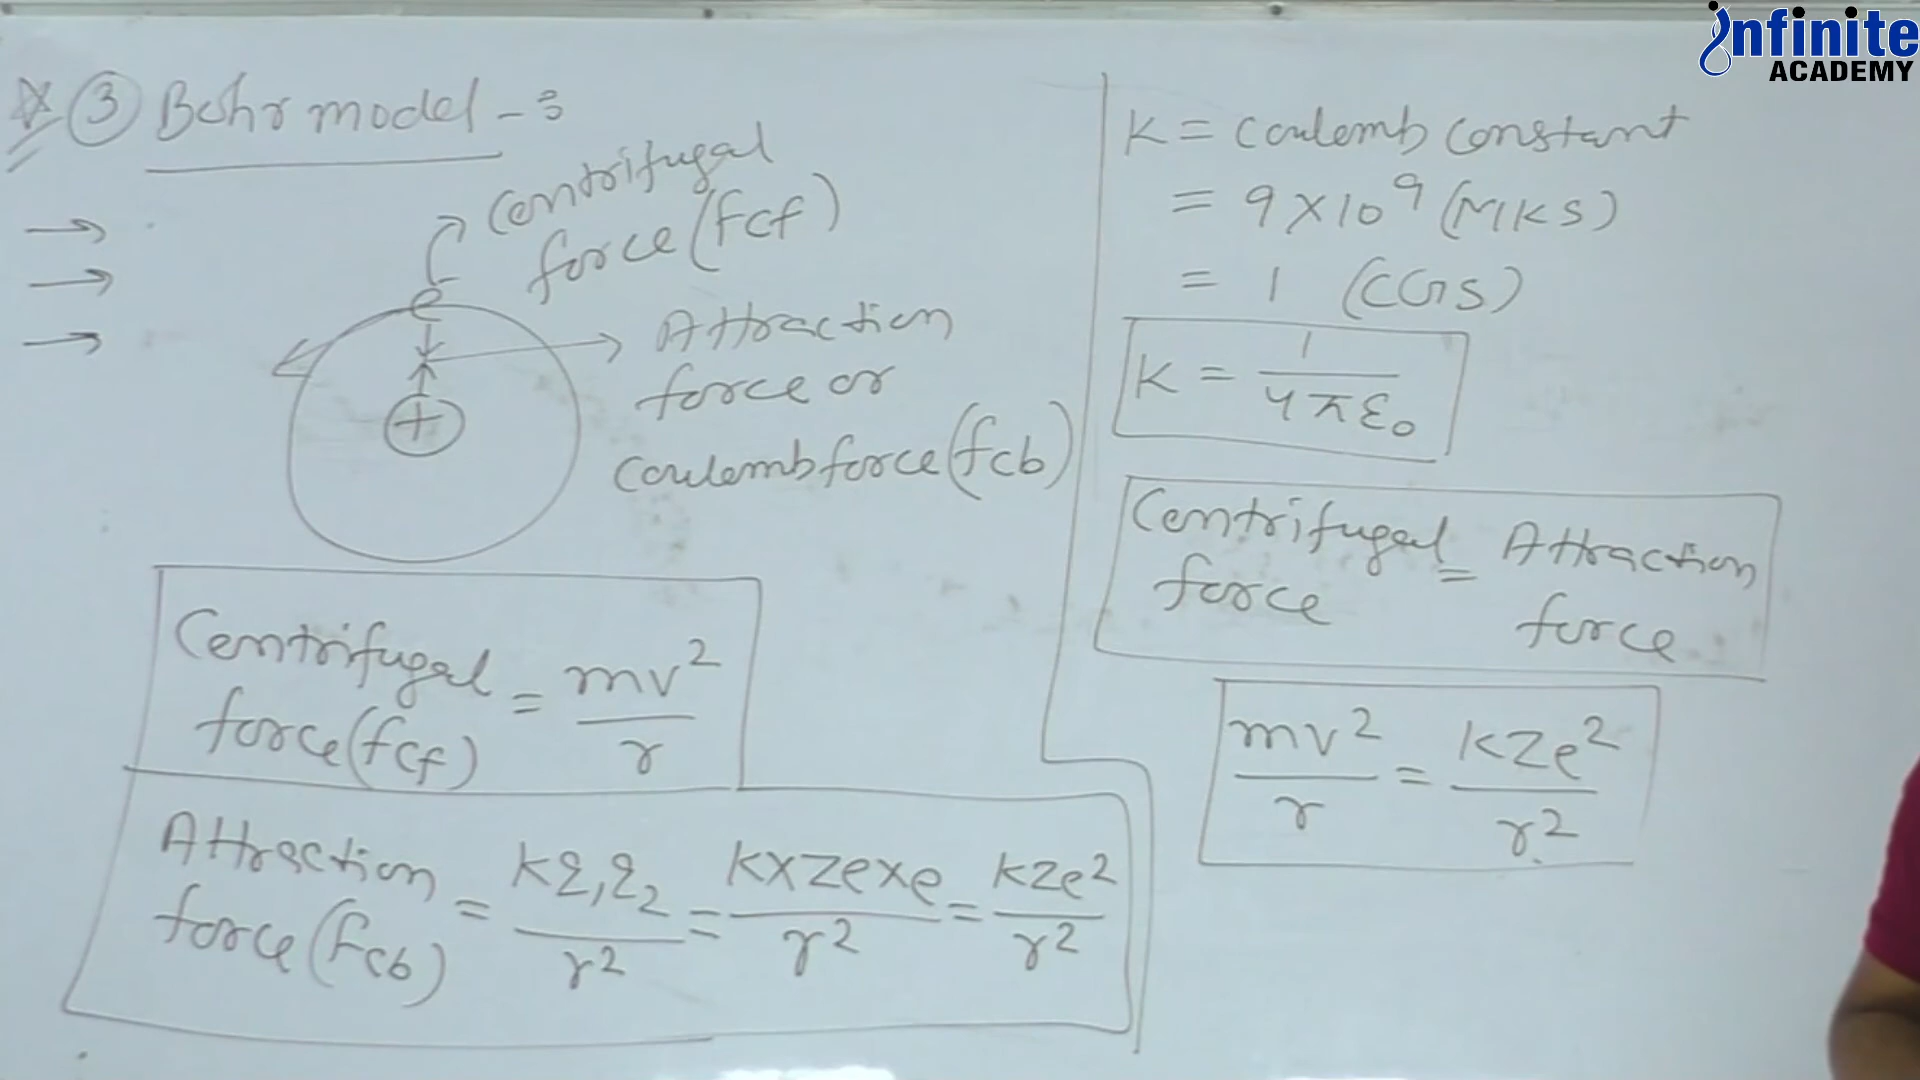 ③ Bohr model -:
Centrifugal
force (fcf)
e
Attraction
force or
Coulomb force (fcb)
+
Centrifugal
force (fcf) = mv²/r
Attraction
force (fcb) = kq₁q₂/r² = k×ze×e/r² = kze²/r²
K = Coulomb constant
= 9×10⁹ (MKS)
= 1 (CGS)
K = 1/4πε₀
Centrifugal force = Attraction force
mv²/r = kze²/r²
infinite
ACADEMY